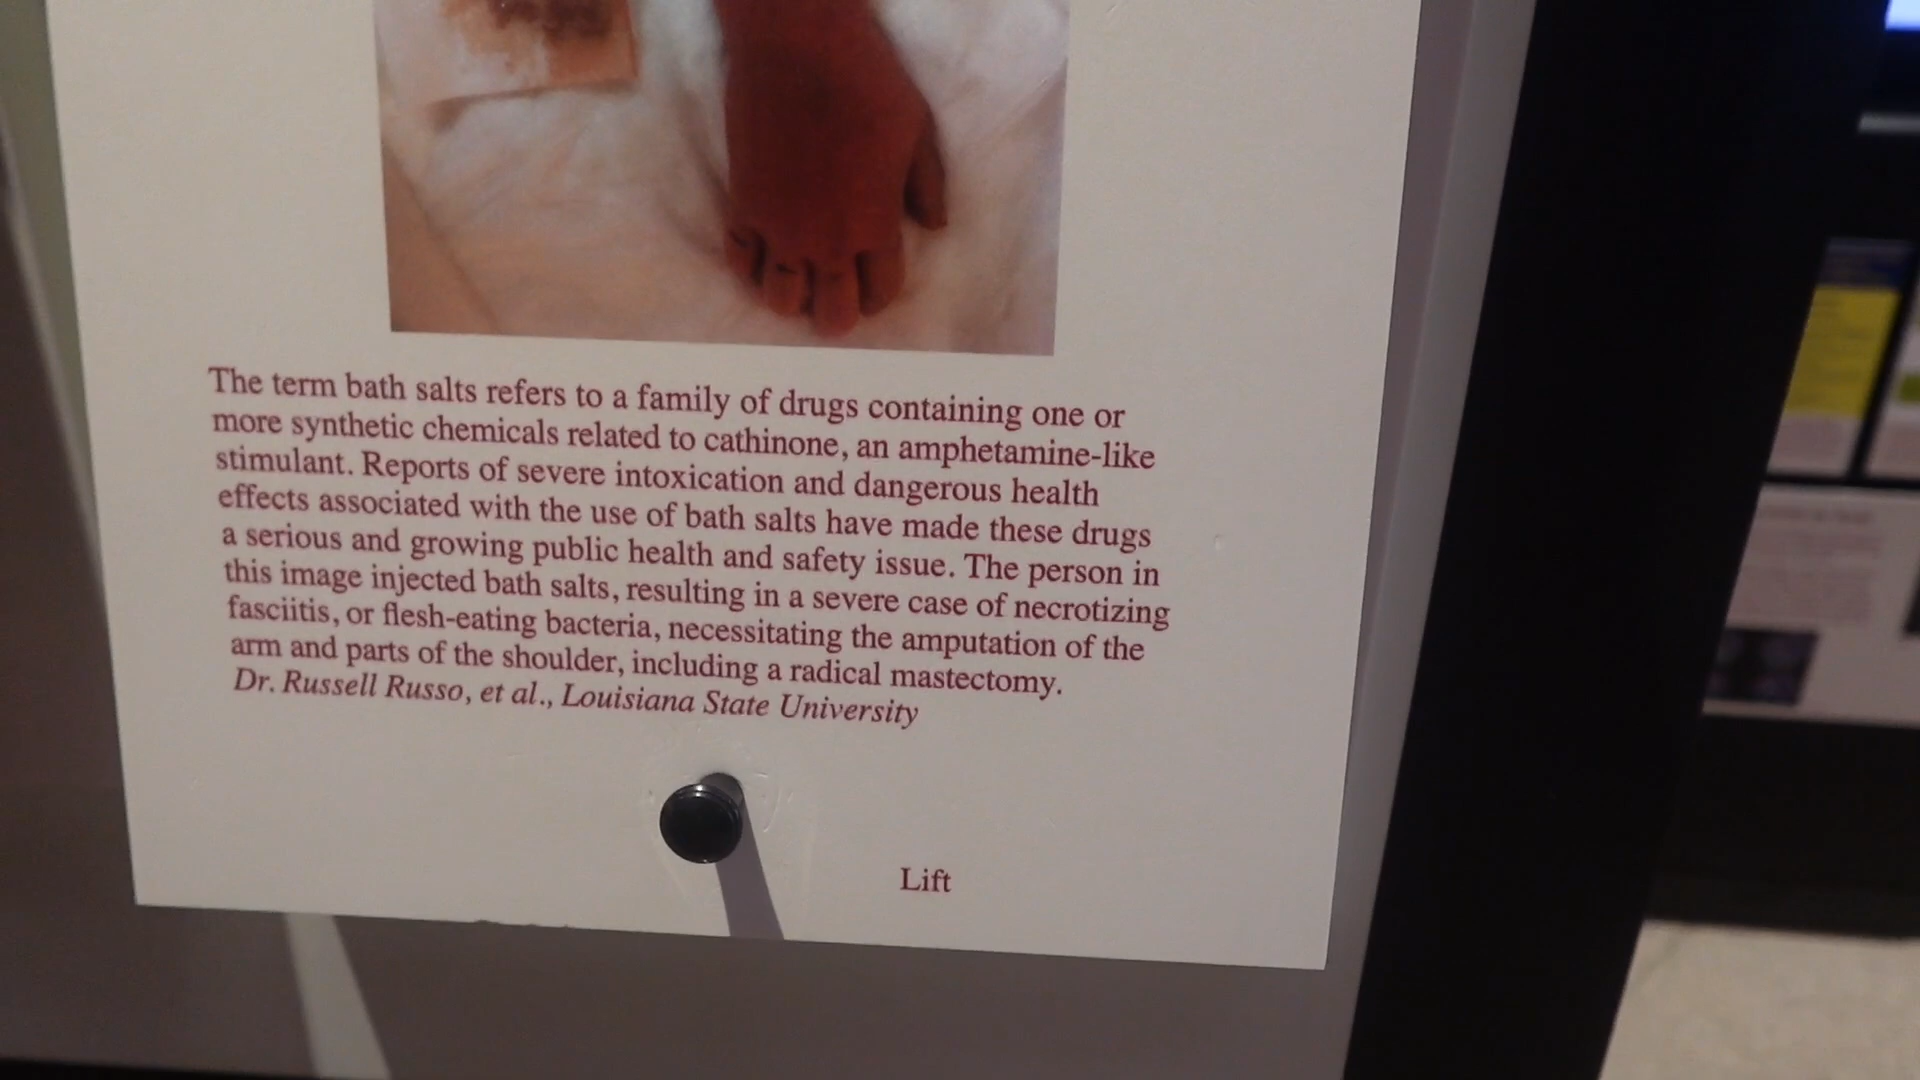 The term bath salts refers to a family of drugs containing one or
more synthetic chemicals related to cathinone, an amphetamine-like
stimulant. Reports of severe intoxication and dangerous health
effects associated with the use of bath salts have made these drugs
a serious and growing public health and safety issue. The person in
this image injected bath salts, resulting in a severe case of necrotizing
fasciitis, or flesh-eating bacteria, necessitating the amputation of the
arm and parts of the shoulder, including a radical mastectomy.
Dr. Russell Russo, et al., Louisiana State University
Lift